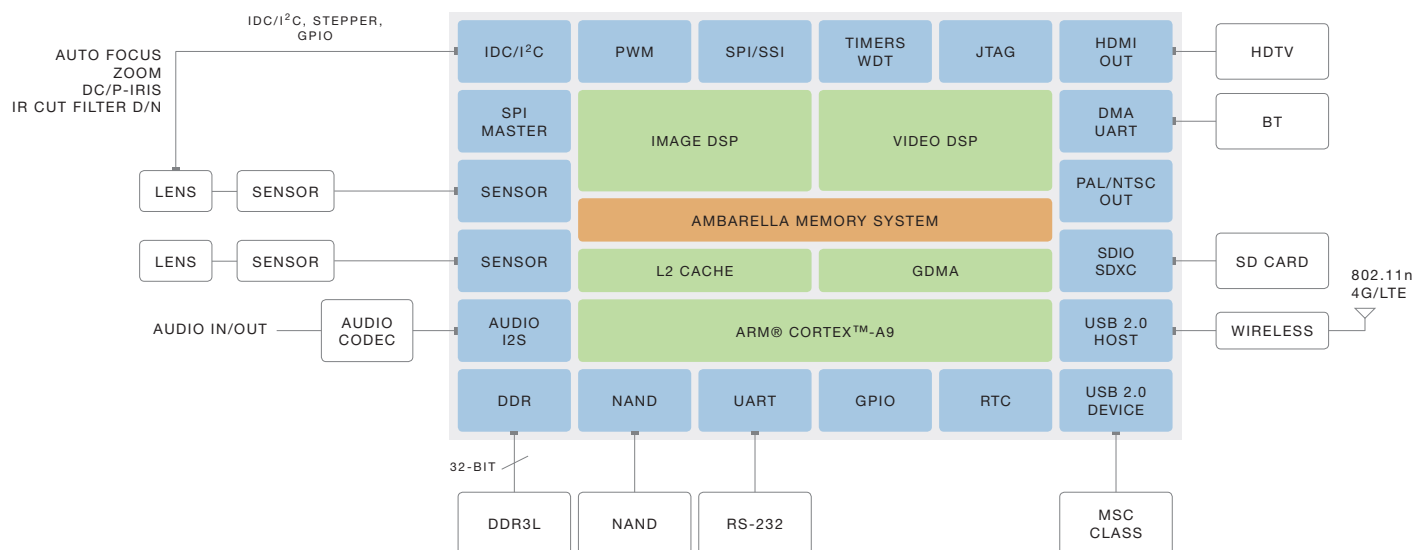 IDC/I²C, STEPPER,
GPIO
AUTO FOCUS
ZOOM
DC/P-IRIS
IR CUT FILTER D/N
IDC/I²C
PWM
SPI/SSI
TIMERS
WDT
JTAG
HDMI
OUT
HDTV
SPI
MASTER
IMAGE DSP
VIDEO DSP
DMA
UART
BT
LENS
SENSOR
SENSOR
PAL/NTSC
OUT
AMBARELLA MEMORY SYSTEM
LENS
SENSOR
SENSOR
L2 CACHE
GDMA
SDIO
SDXC
SD CARD
802.11n
4G/LTE
AUDIO IN/OUT
AUDIO
CODEC
AUDIO
I2S
ARM® CORTEX™-A9
USB 2.0
HOST
WIRELESS
DDR
NAND
UART
GPIO
RTC
USB 2.0
DEVICE
32-BIT
DDR3L
NAND
RS-232
MSC
CLASS